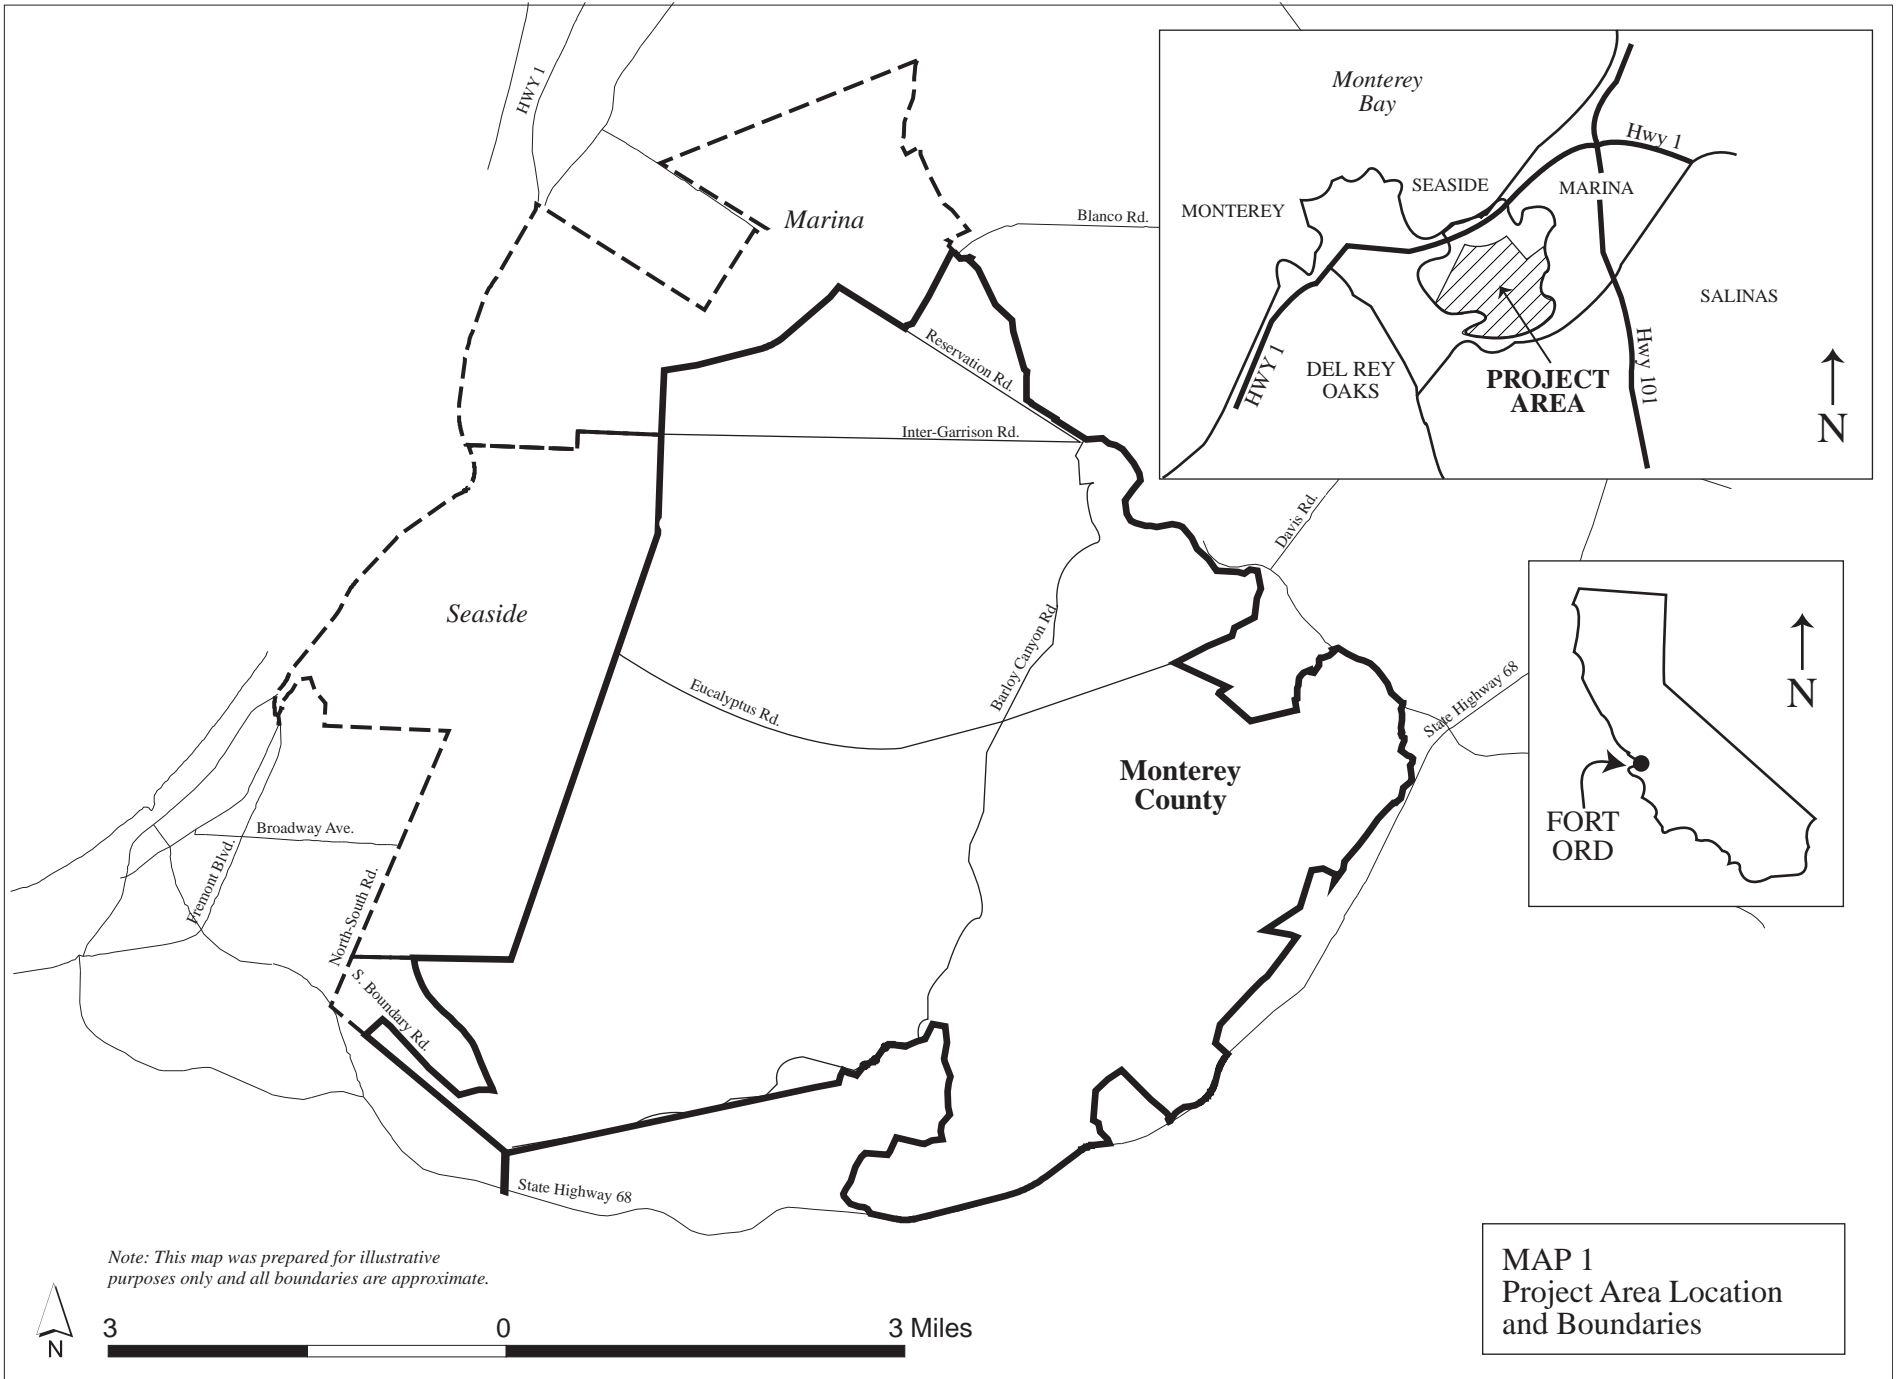 HWY 1
Monterey
Bay
Hwy 1
SEASIDE
MARINA
MONTEREY
SALINAS
HWY 1
DEL REY
OAKS
PROJECT
AREA
Hwy 101
N
Marina
Blanco Rd.
Reservation Rd.
Inter-Garrison Rd.
Davis Rd.
Seaside
Barloy Canyon Rd.
Eucalyptus Rd.
State Highway 68
Monterey
County
N
FORT
ORD
Broadway Ave.
Fremont Blvd.
North-South Rd.
S. Boundary Rd.
State Highway 68
Note: This map was prepared for illustrative
purposes only and all boundaries are approximate.
N
3 0 3 Miles
MAP 1
Project Area Location
and Boundaries